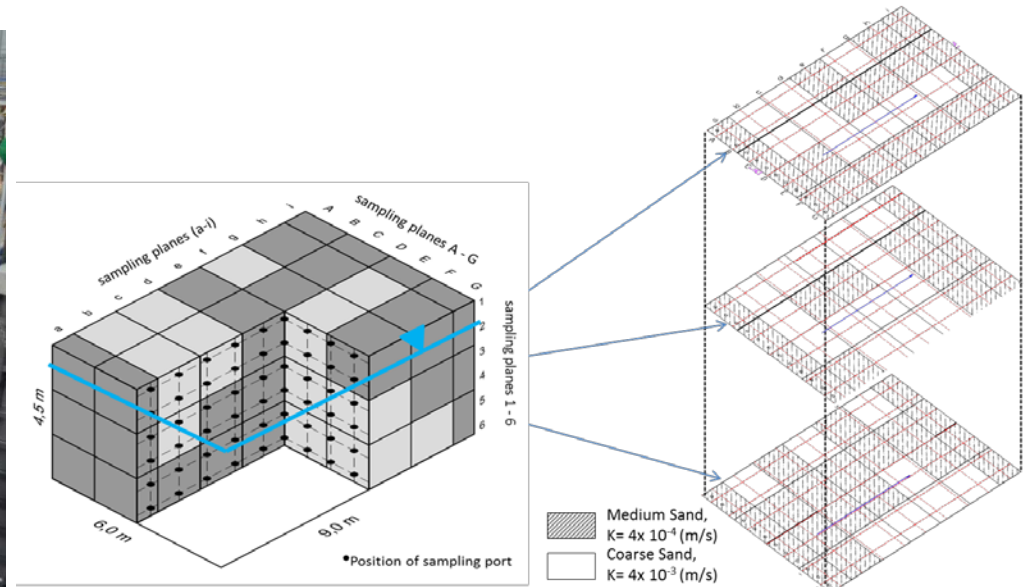 sampling planes (a-i)
a
b
c
d
e
f
g
h
i
sampling planes A - G
A
B
C
D
E
F
G
sampling planes 1 - 6
1
2
3
4
5
6
4,5 m
6,0 m
9,0 m
•Position of sampling port
Medium Sand,
K= 4x 10⁻⁴ (m/s)
Coarse Sand,
K= 4x 10⁻³ (m/s)